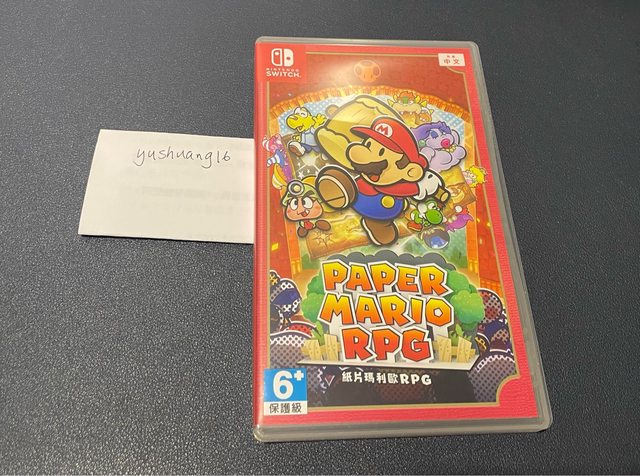 yushuang16
NINTENDO
SWITCH
中文
M
PAPER
MARIO
RPG
紙片瑪利歐RPG
6+
保護級